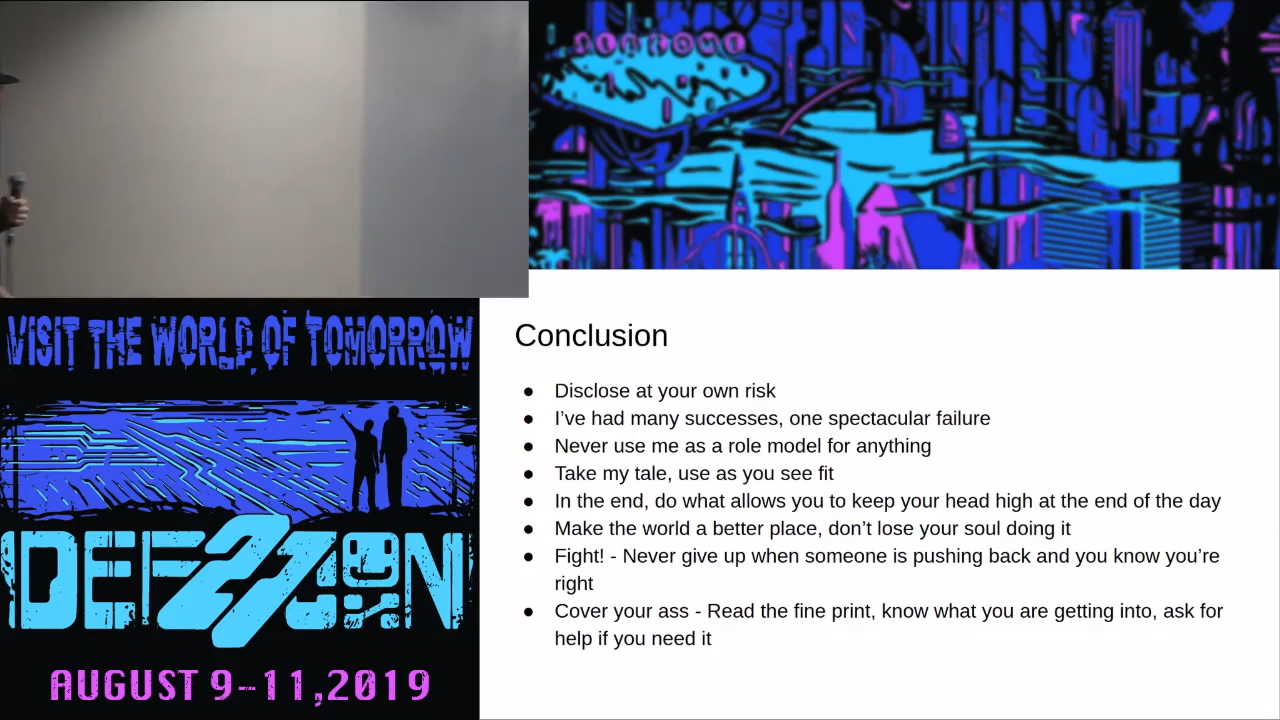 WELCOME
VISIT THE WORLD OF TOMORROW
DEF27CON
AUGUST 9-11,2019
Conclusion
● Disclose at your own risk
● I’ve had many successes, one spectacular failure
● Never use me as a role model for anything
● Take my tale, use as you see fit
● In the end, do what allows you to keep your head high at the end of the day
● Make the world a better place, don’t lose your soul doing it
● Fight! - Never give up when someone is pushing back and you know you’re
right
● Cover your ass - Read the fine print, know what you are getting into, ask for
help if you need it